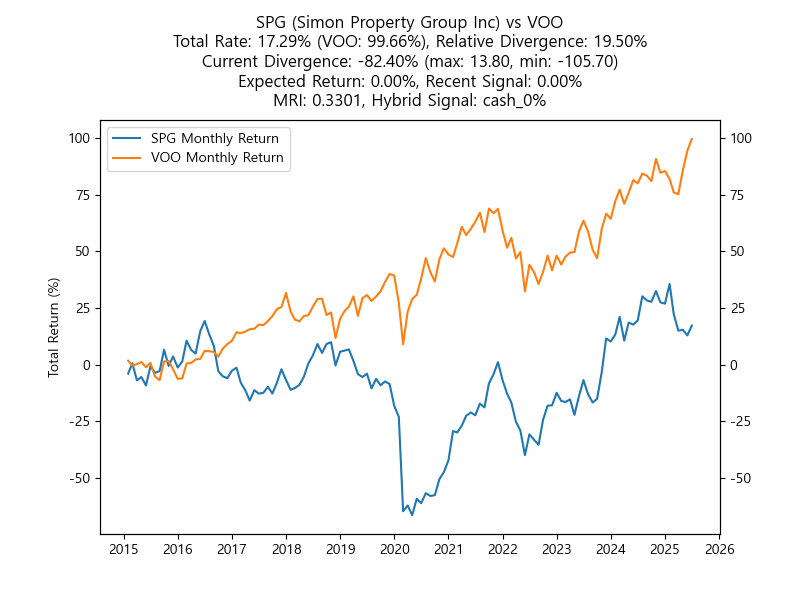 SPG (Simon Property Group Inc) vs VOO
Total Rate: 17.29% (VOO: 99.66%), Relative Divergence: 19.50%
Current Divergence: -82.40% (max: 13.80, min: -105.70)
Expected Return: 0.00%, Recent Signal: 0.00%
MRI: 0.3301, Hybrid Signal: cash_0%
SPG Monthly Return
VOO Monthly Return
Total Return (%)
100
75
50
25
0
-25
-50
100
75
50
25
0
-25
-50
2015 2016 2017 2018 2019 2020 2021 2022 2023 2024 2025 2026